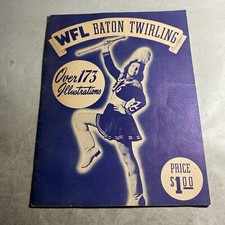 WFL BATON TWIRLING
Over 173
Illustrations
PRICE
$1.00